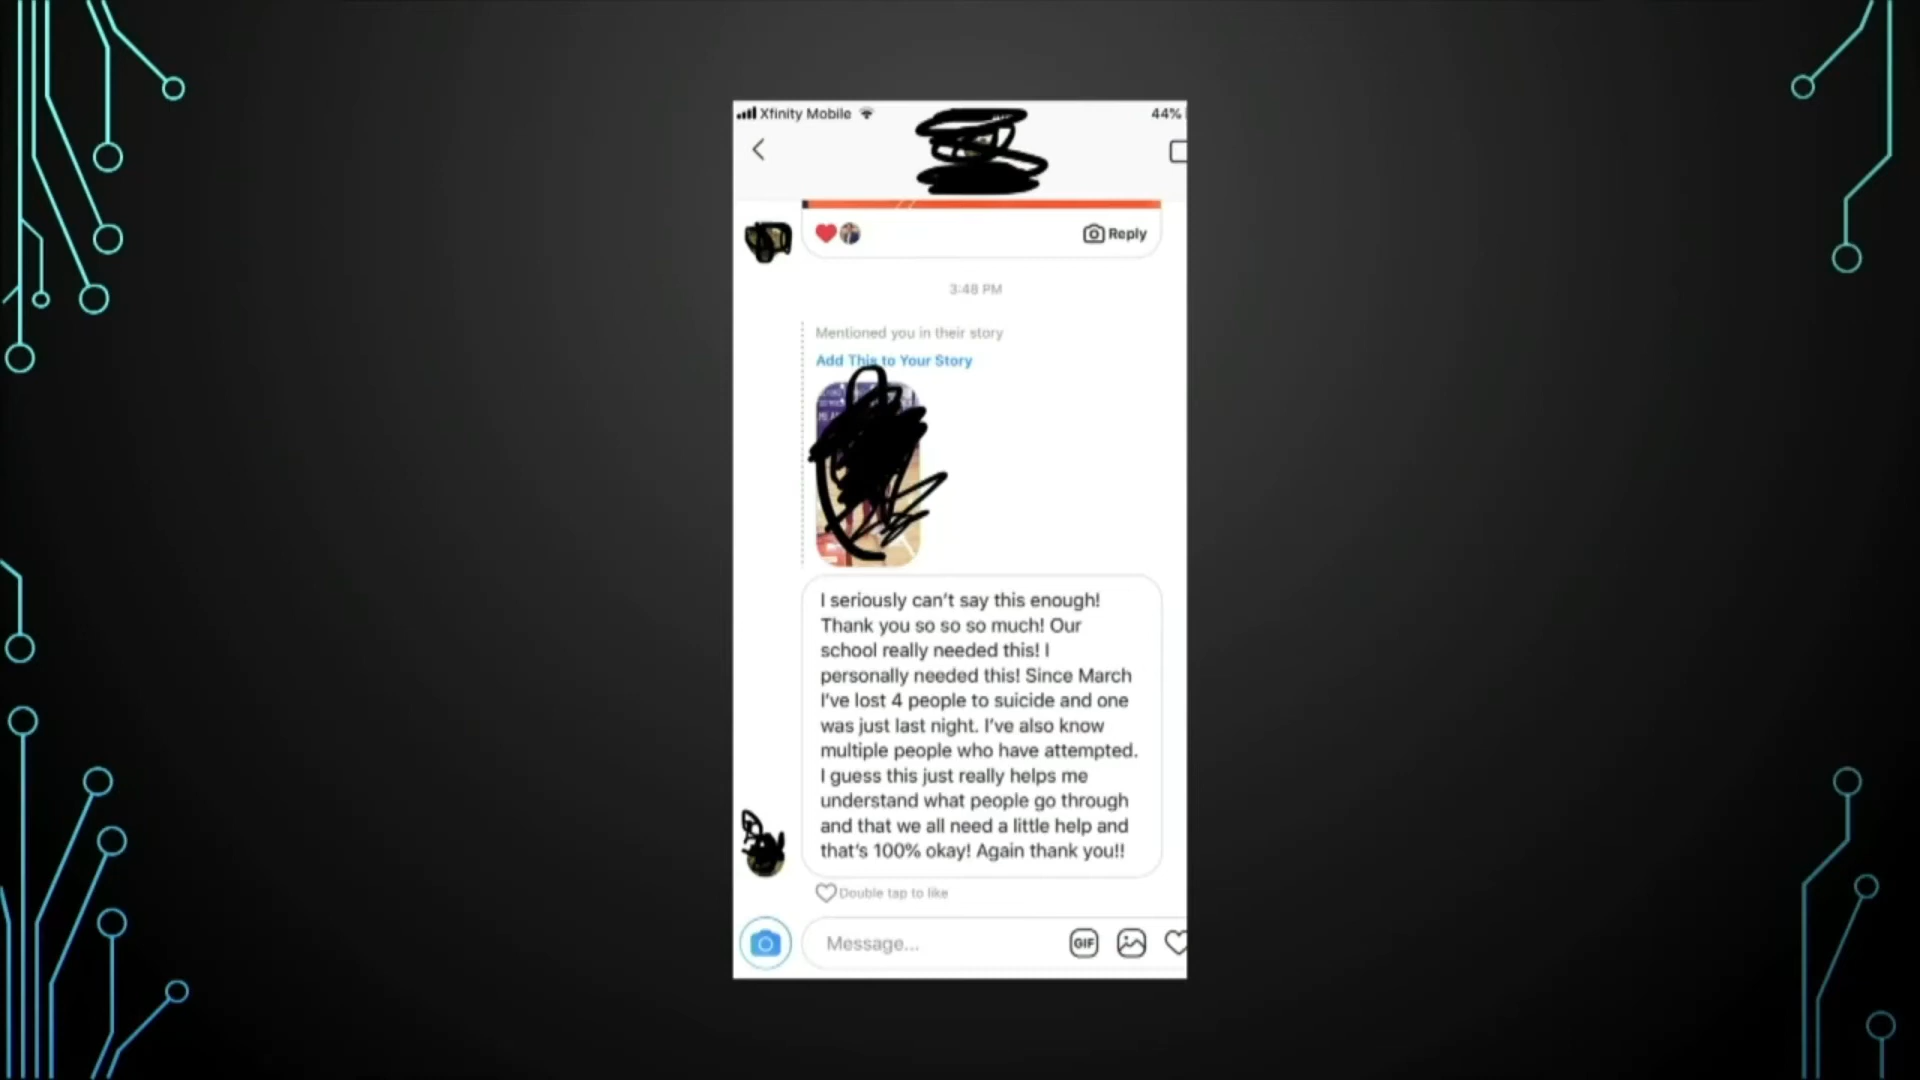 Xfinity Mobile
44%
Reply
3:48 PM
Mentioned you in their story
Add This to Your Story
I seriously can't say this enough!
Thank you so so so much! Our
school really needed this! I
personally needed this! Since March
I've lost 4 people to suicide and one
was just last night. I've also know
multiple people who have attempted.
I guess this just really helps me
understand what people go through
and that we all need a little help and
that's 100% okay! Again thank you!!
Double tap to like
Message...
GIF